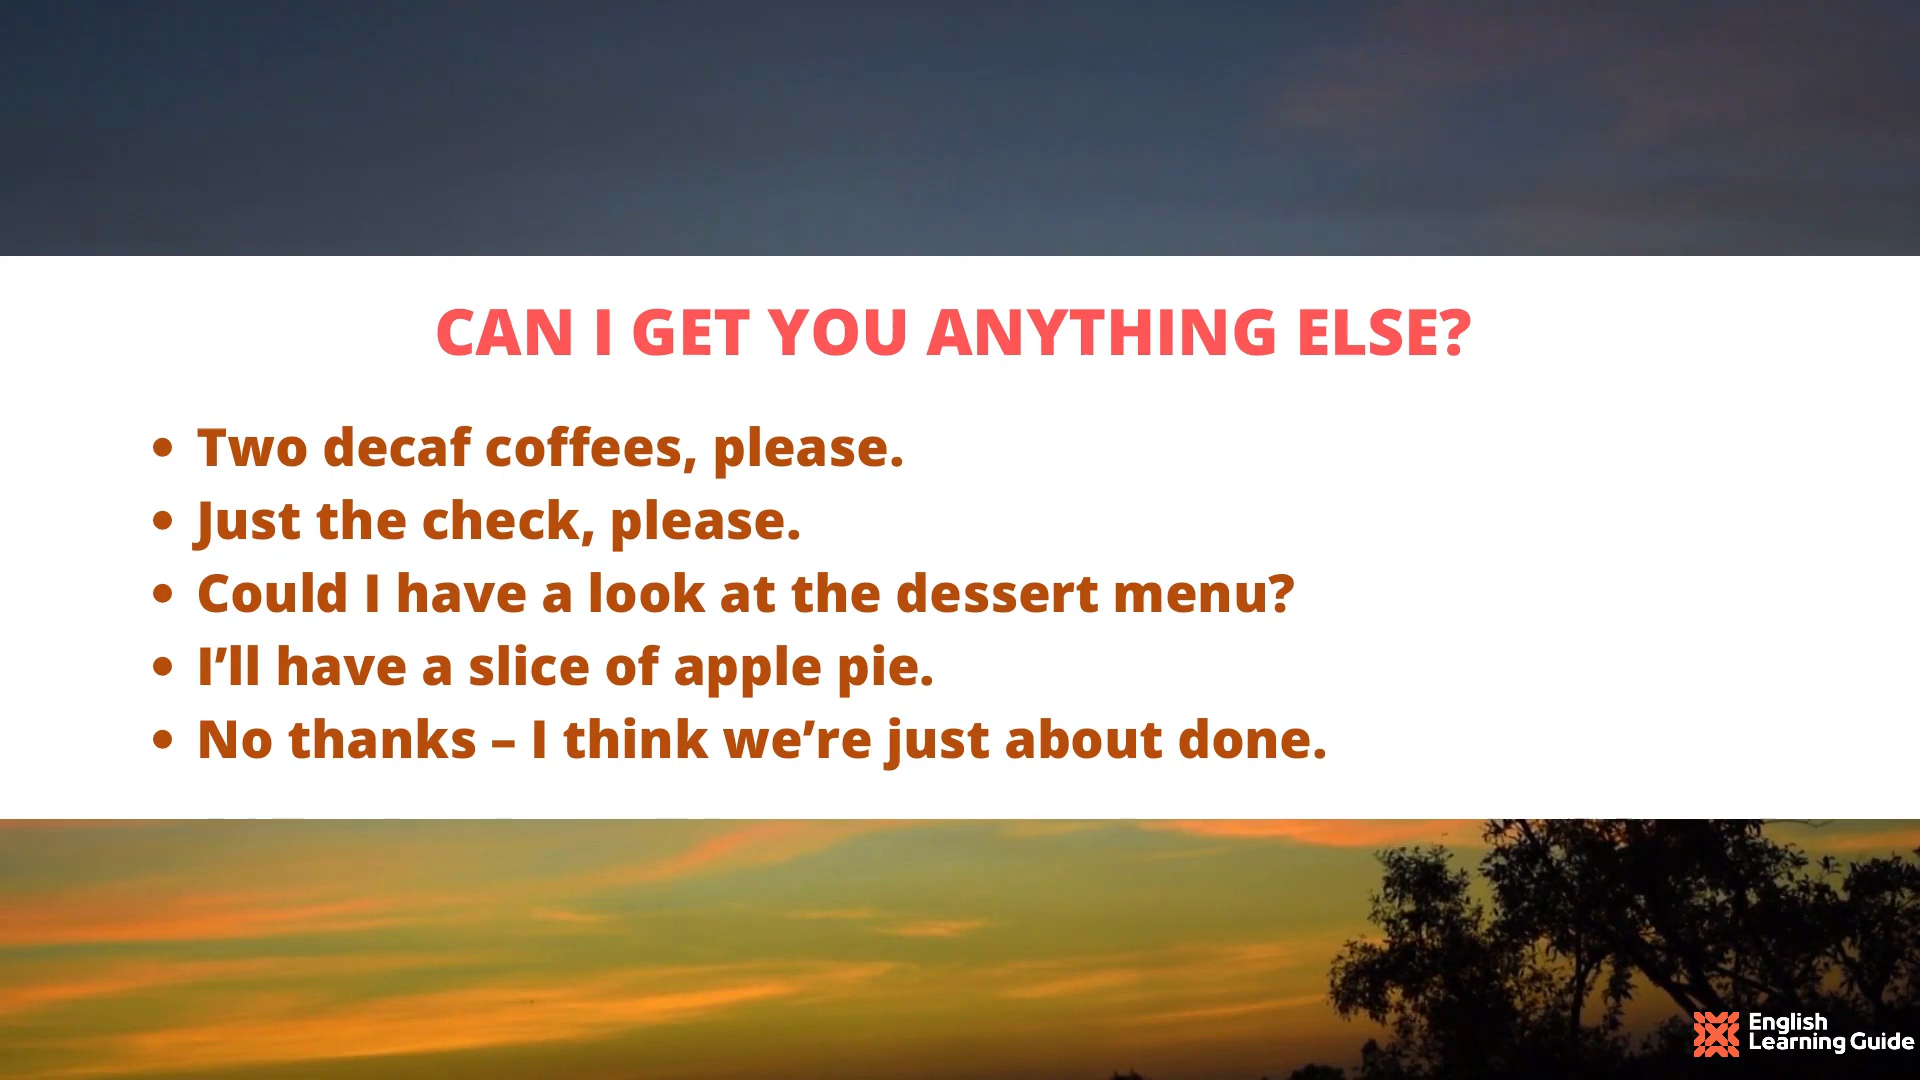 CAN I GET YOU ANYTHING ELSE?
• Two decaf coffees, please.
• Just the check, please.
• Could I have a look at the dessert menu?
• I’ll have a slice of apple pie.
• No thanks – I think we’re just about done.
English
Learning Guide